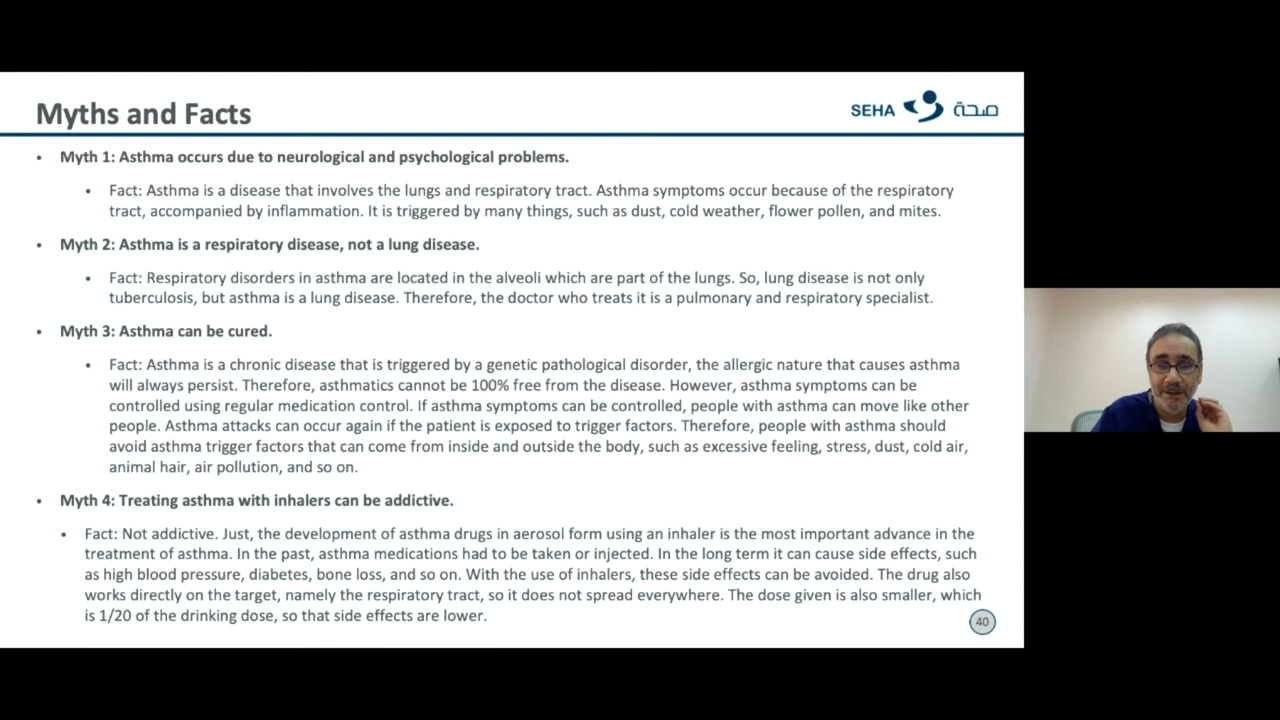 Myths and Facts
SEHA صحة
• Myth 1: Asthma occurs due to neurological and psychological problems.
• Fact: Asthma is a disease that involves the lungs and respiratory tract. Asthma symptoms occur because of the respiratory
tract, accompanied by inflammation. It is triggered by many things, such as dust, cold weather, flower pollen, and mites.
• Myth 2: Asthma is a respiratory disease, not a lung disease.
• Fact: Respiratory disorders in asthma are located in the alveoli which are part of the lungs. So, lung disease is not only
tuberculosis, but asthma is a lung disease. Therefore, the doctor who treats it is a pulmonary and respiratory specialist.
• Myth 3: Asthma can be cured.
• Fact: Asthma is a chronic disease that is triggered by a genetic pathological disorder, the allergic nature that causes asthma
will always persist. Therefore, asthmatics cannot be 100% free from the disease. However, asthma symptoms can be
controlled using regular medication control. If asthma symptoms can be controlled, people with asthma can move like other
people. Asthma attacks can occur again if the patient is exposed to trigger factors. Therefore, people with asthma should
avoid asthma trigger factors that can come from inside and outside the body, such as excessive feeling, stress, dust, cold air,
animal hair, air pollution, and so on.
• Myth 4: Treating asthma with inhalers can be addictive.
• Fact: Not addictive. Just, the development of asthma drugs in aerosol form using an inhaler is the most important advance in the
treatment of asthma. In the past, asthma medications had to be taken or injected. In the long term it can cause side effects, such
as high blood pressure, diabetes, bone loss, and so on. With the use of inhalers, these side effects can be avoided. The drug also
works directly on the target, namely the respiratory tract, so it does not spread everywhere. The dose given is also smaller, which
is 1/20 of the drinking dose, so that side effects are lower.
40